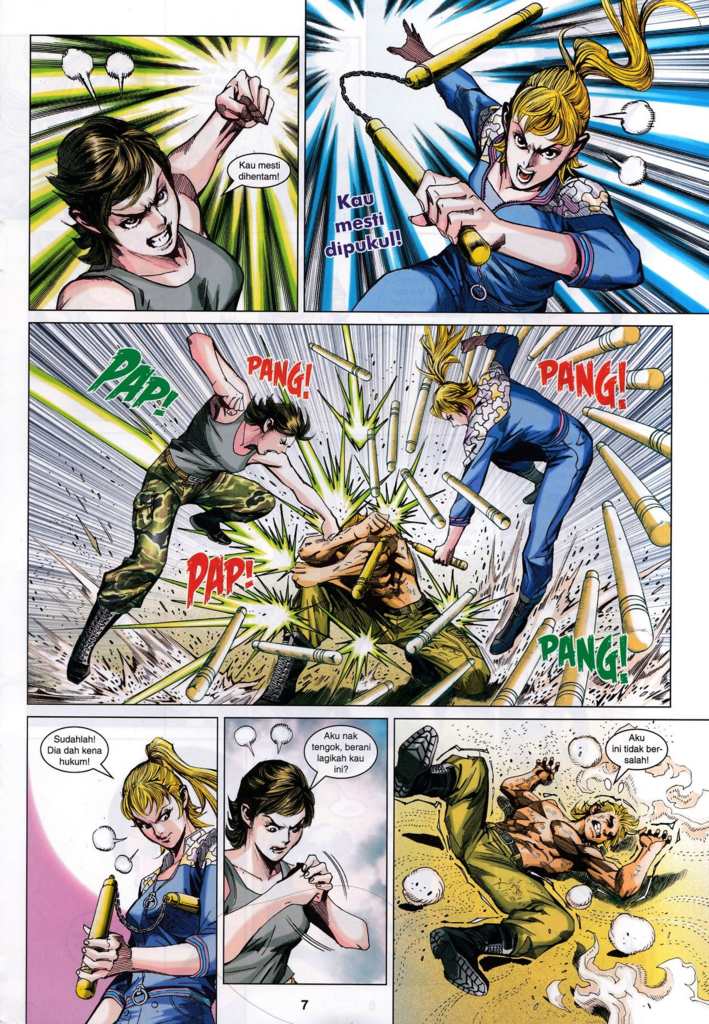 Kau mesti
dihentam!
Kau
mesti
dipukul!
PAP!
PANG!
PANG!
PAP!
PANG!
Sudahlah!
Dia dah kena
hukum!
Aku nak
tengok, berani
lagikah kau
ini?
Aku
ini tidak ber-
salah!
7